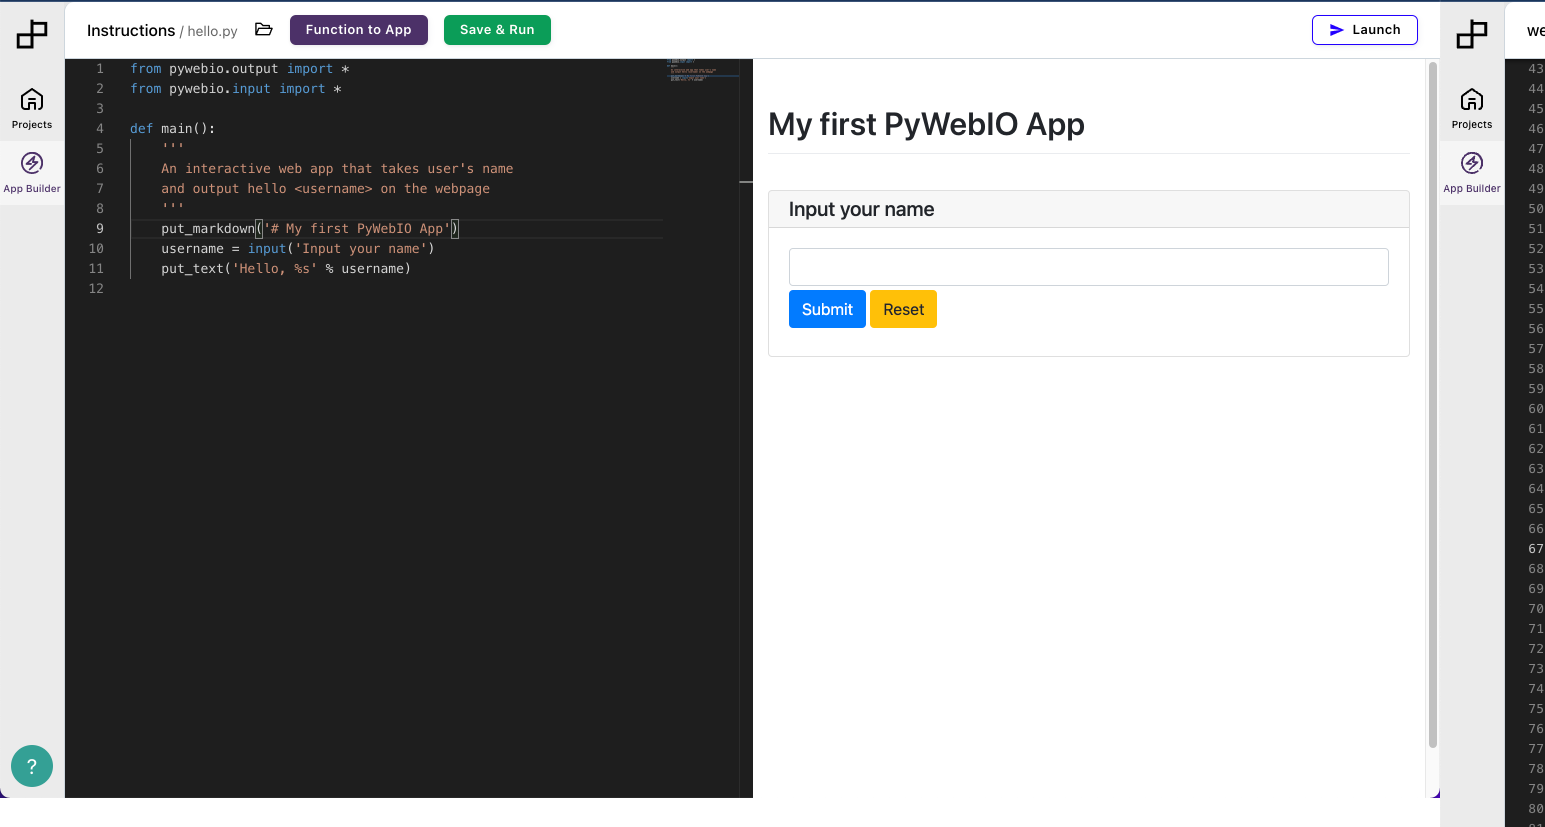 Instructions / hello.py
Function to App
Save & Run
Launch
Projects
App Builder
1 from pywebio.output import *
2 from pywebio.input import *
3
4 def main():
5 '''
6 An interactive web app that takes user's name
7 and output hello <username> on the webpage
8 '''
9 put_markdown('# My first PyWebIO App')
10 username = input('Input your name')
11 put_text('Hello, %s' % username)
12
?
My first PyWebIO App
Input your name
Submit
Reset
Projects
App Builder
we
43
44
45
46
47
48
49
50
51
52
53
54
55
56
57
58
59
60
61
62
63
64
65
66
67
68
69
70
71
72
73
74
75
76
77
78
79
80